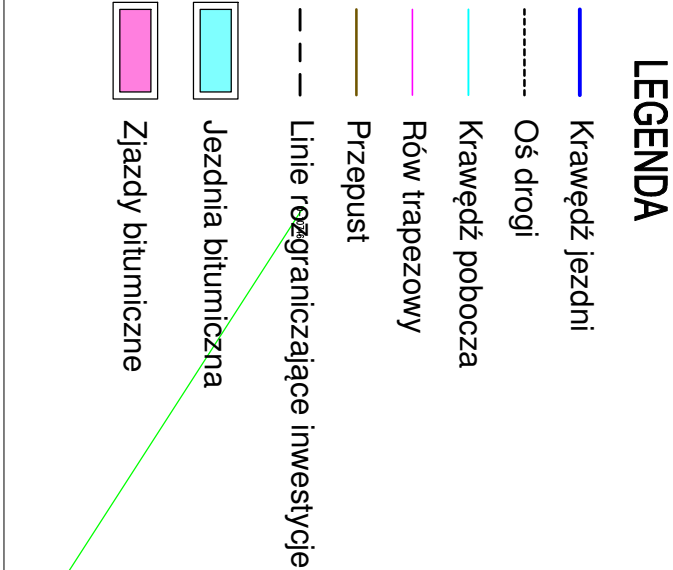 LEGENDA
Krawędź jezdni
Oś drogi
Krawędź pobocza
Rów trapezowy
Przepust
Linie rozgraniczające inwestycje
Jezdnia bitumiczna
Zjazdy bitumiczne